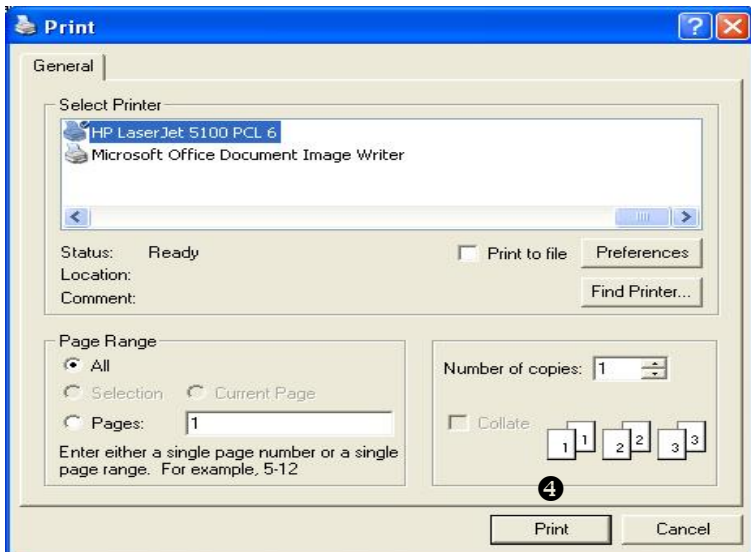 Print
General
Select Printer
HP LaserJet 5100 PCL 6
Microsoft Office Document Image Writer
Status: Ready
Print to file
Preferences
Location:
Comment:
Find Printer...
Page Range
All
Selection Current Page
Pages: 1
Enter either a single page number or a single
page range. For example, 5-12
Number of copies: 1
Collate
1 1 2 2 3 3
4
Print Cancel